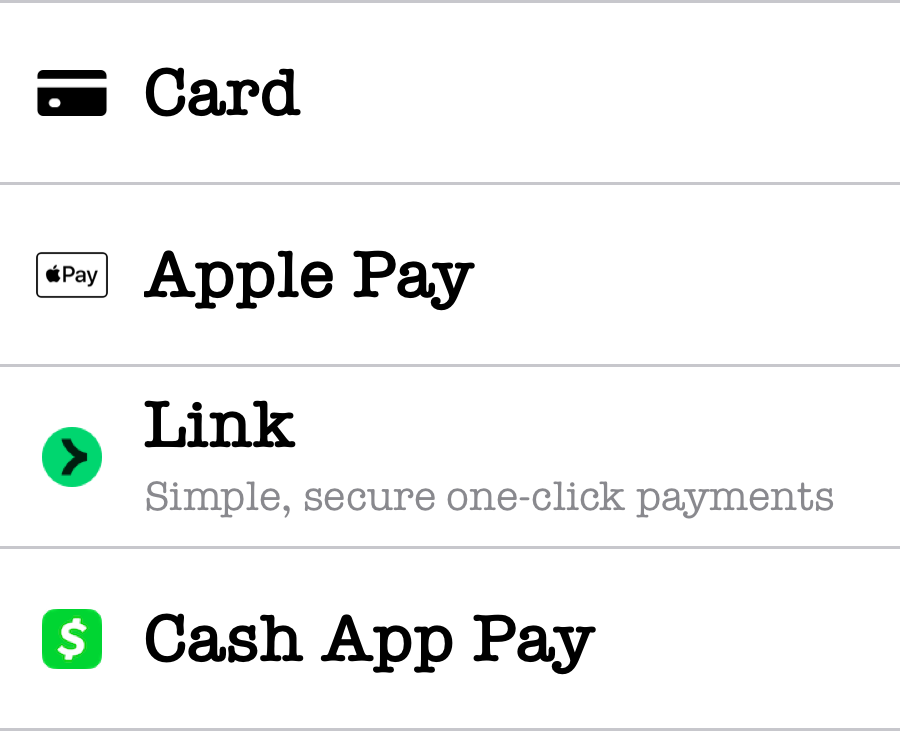 Card
Pay Apple Pay
Link
Simple, secure one-click payments
$ Cash App Pay